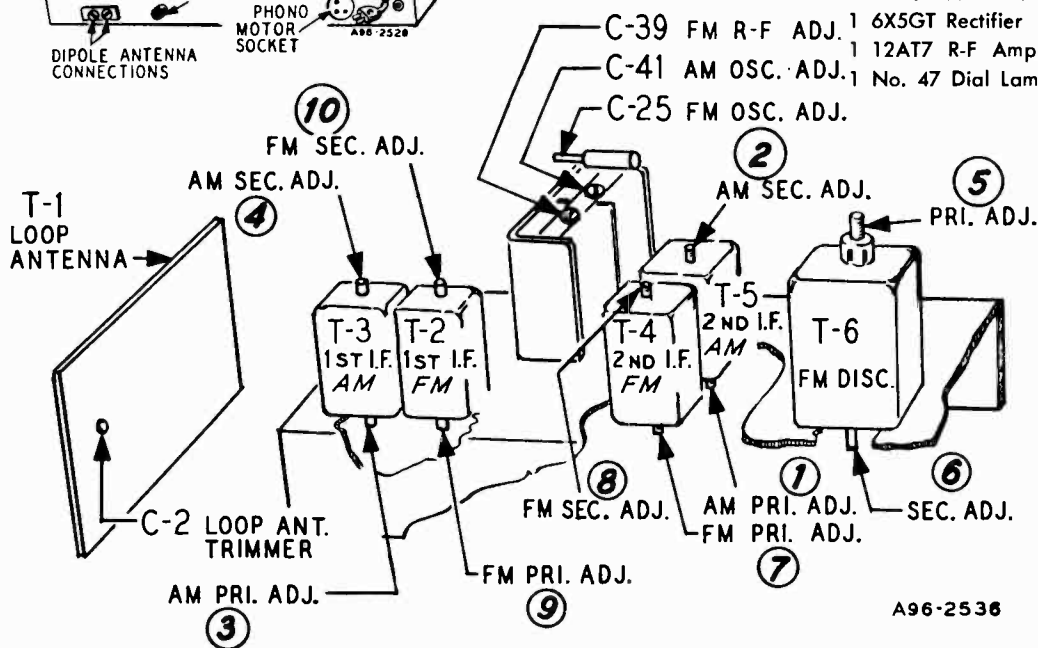 PHONO
MOTOR
SOCKET
A96-2529
DIPOLE ANTENNA
CONNECTIONS
1 6X5GT Rectifier
1 12AT7 R-F Amp
1 No. 47 Dial Lam
C-39 FM R-F ADJ.
C-41 AM OSC. ADJ.
C-25 FM OSC. ADJ.
10
FM SEC. ADJ.
AM SEC. ADJ.
4
2
AM SEC. ADJ.
5
PRI. ADJ.
T-1
LOOP
ANTENNA
T-3
1ST I.F.
AM
T-2
1ST I.F.
FM
T-4
2ND I.F.
FM
T-5
2ND I.F.
AM
T-6
FM DISC.
C-2 LOOP ANT.
TRIMMER
8
FM SEC. ADJ.
1
AM PRI. ADJ.
FM PRI. ADJ.
7
6
SEC. ADJ.
AM PRI. ADJ.
3
FM PRI. ADJ.
9
A96-2536